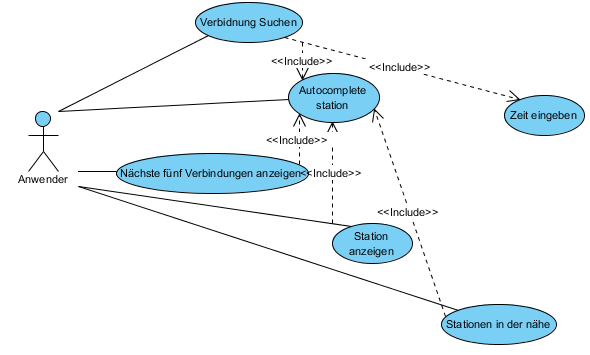 Verbidnung Suchen
<<Include>>
<<Include>>
Autocomplete
station
Zeit eingeben
<<Include>>
Anwender
Nächste fünf Verbindungen anzeigen
<<Include>>
<<Include>>
Station
anzeigen
Stationen in der nähe